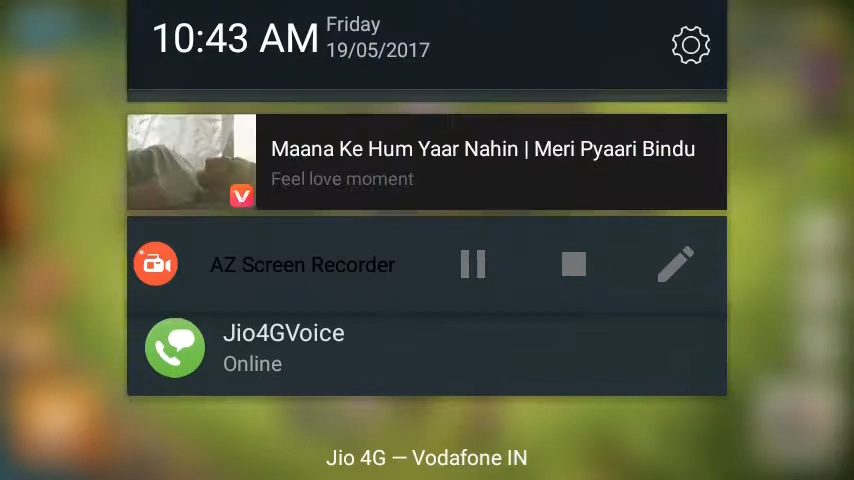 10:43 AM
Friday
19/05/2017
Maana Ke Hum Yaar Nahin | Meri Pyaari Bindu
Feel love moment
AZ Screen Recorder
Jio4GVoice
Online
Jio 4G — Vodafone IN